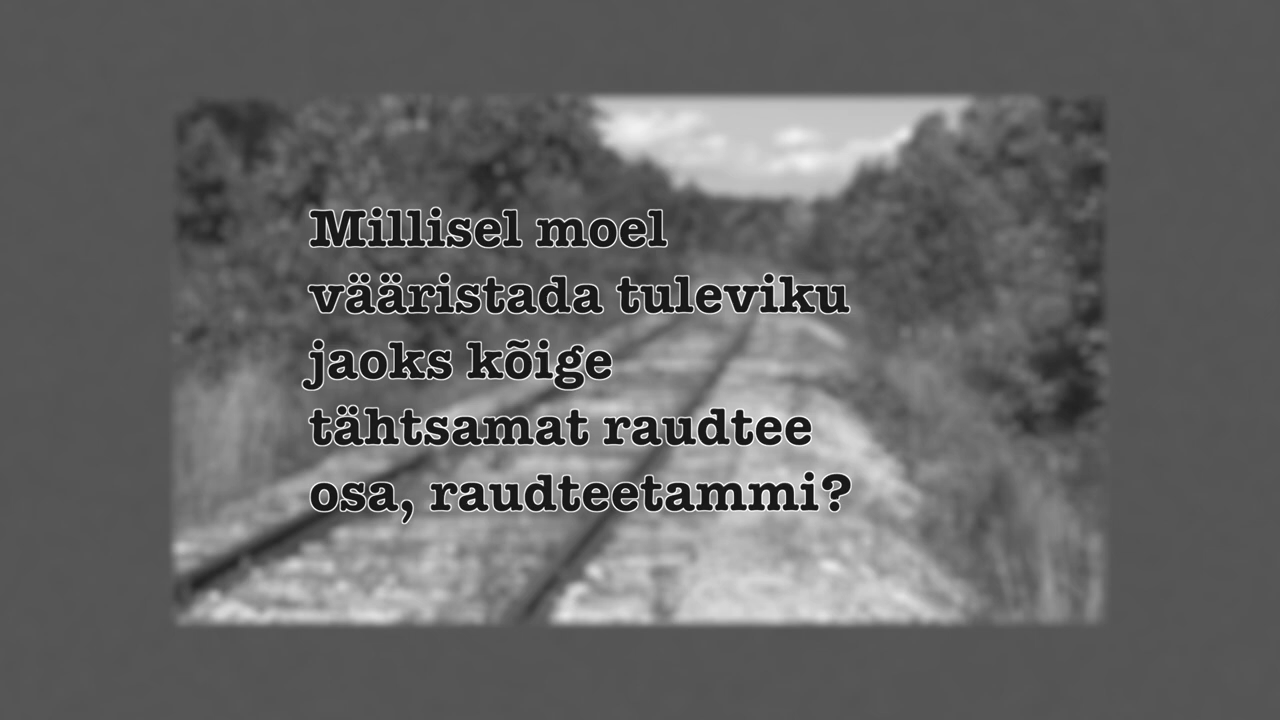 Millisel moel
vääristada tuleviku
jaoks kõige
tähtsamat raudtee
osa, raudteetammi?